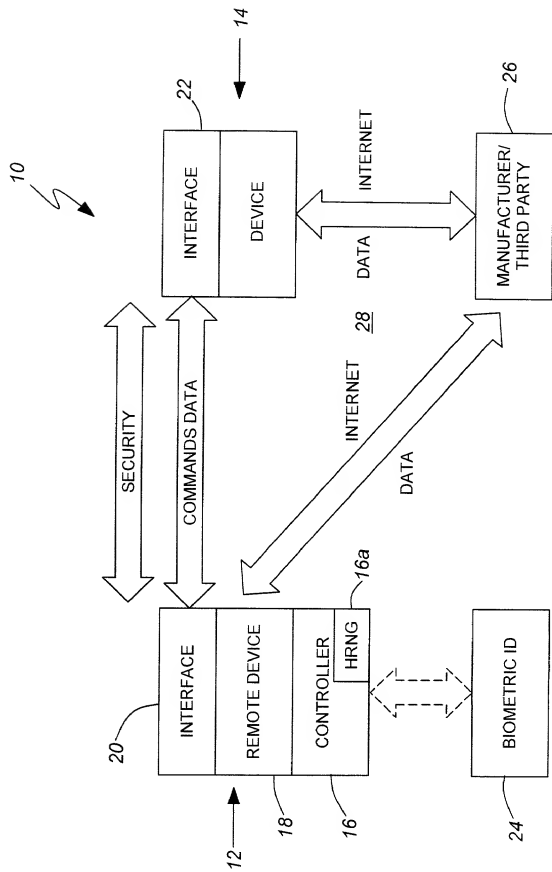 10
SECURITY
COMMANDS DATA
20
INTERFACE
REMOTE DEVICE
CONTROLLER
HRNG
16a
12
18
16
22
INTERFACE
DEVICE
14
INTERNET
DATA
28
INTERNET
DATA
BIOMETRIC ID
24
MANUFACTURER/
THIRD PARTY
26